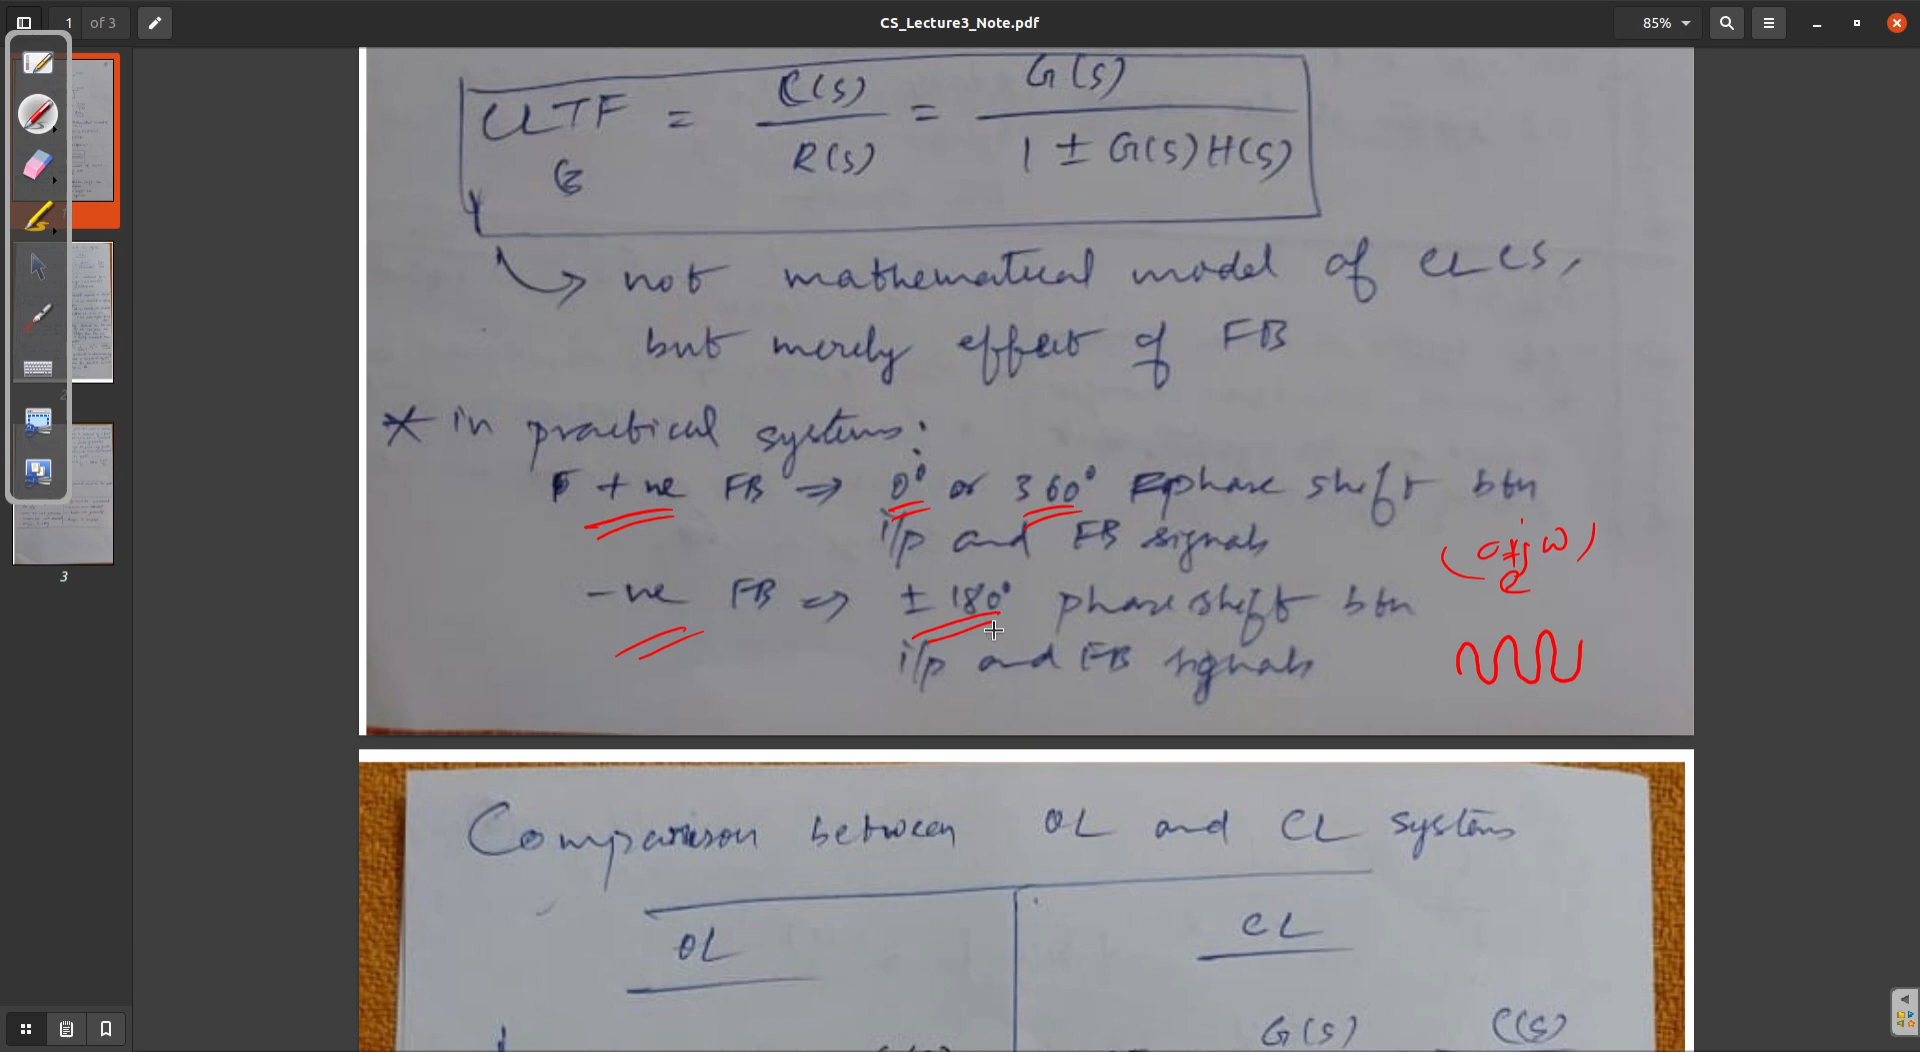 1 of 3
CS_Lecture3_Note.pdf
85%
CLTF = C(s) / R(s) = G(s) / 1 ± G(s)H(s)
↳ not mathematical model of CLCS,
but merely effect of FB
* in practical systems:
+ve FB ⇒ 0° or 360° phase shift btn
i/p and FB signals
-ve FB ⇒ ± 180° phase shift btn
i/p and FB signals
Comparison between OL and CL systems
OL
CL
G(s)
C(s)
2
3